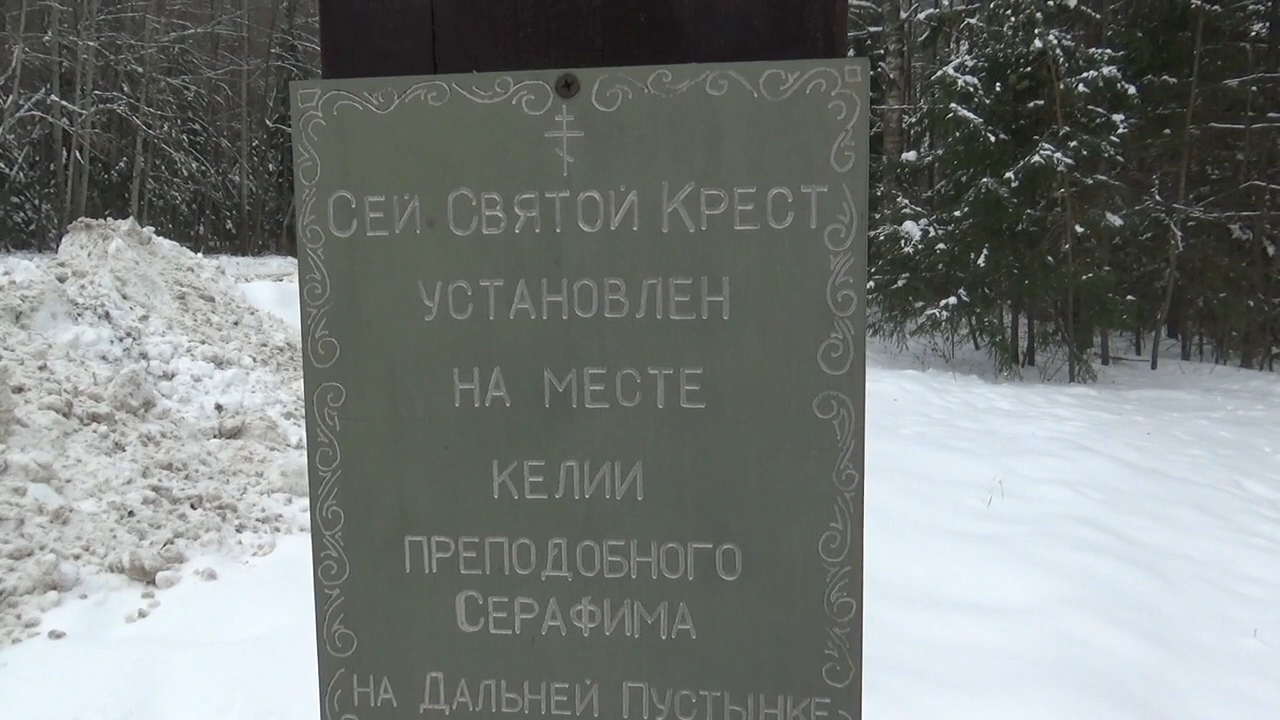 Сей Святой Крест
установлен
на месте
келии
преподобного
Серафима
на Дальней Пустынке